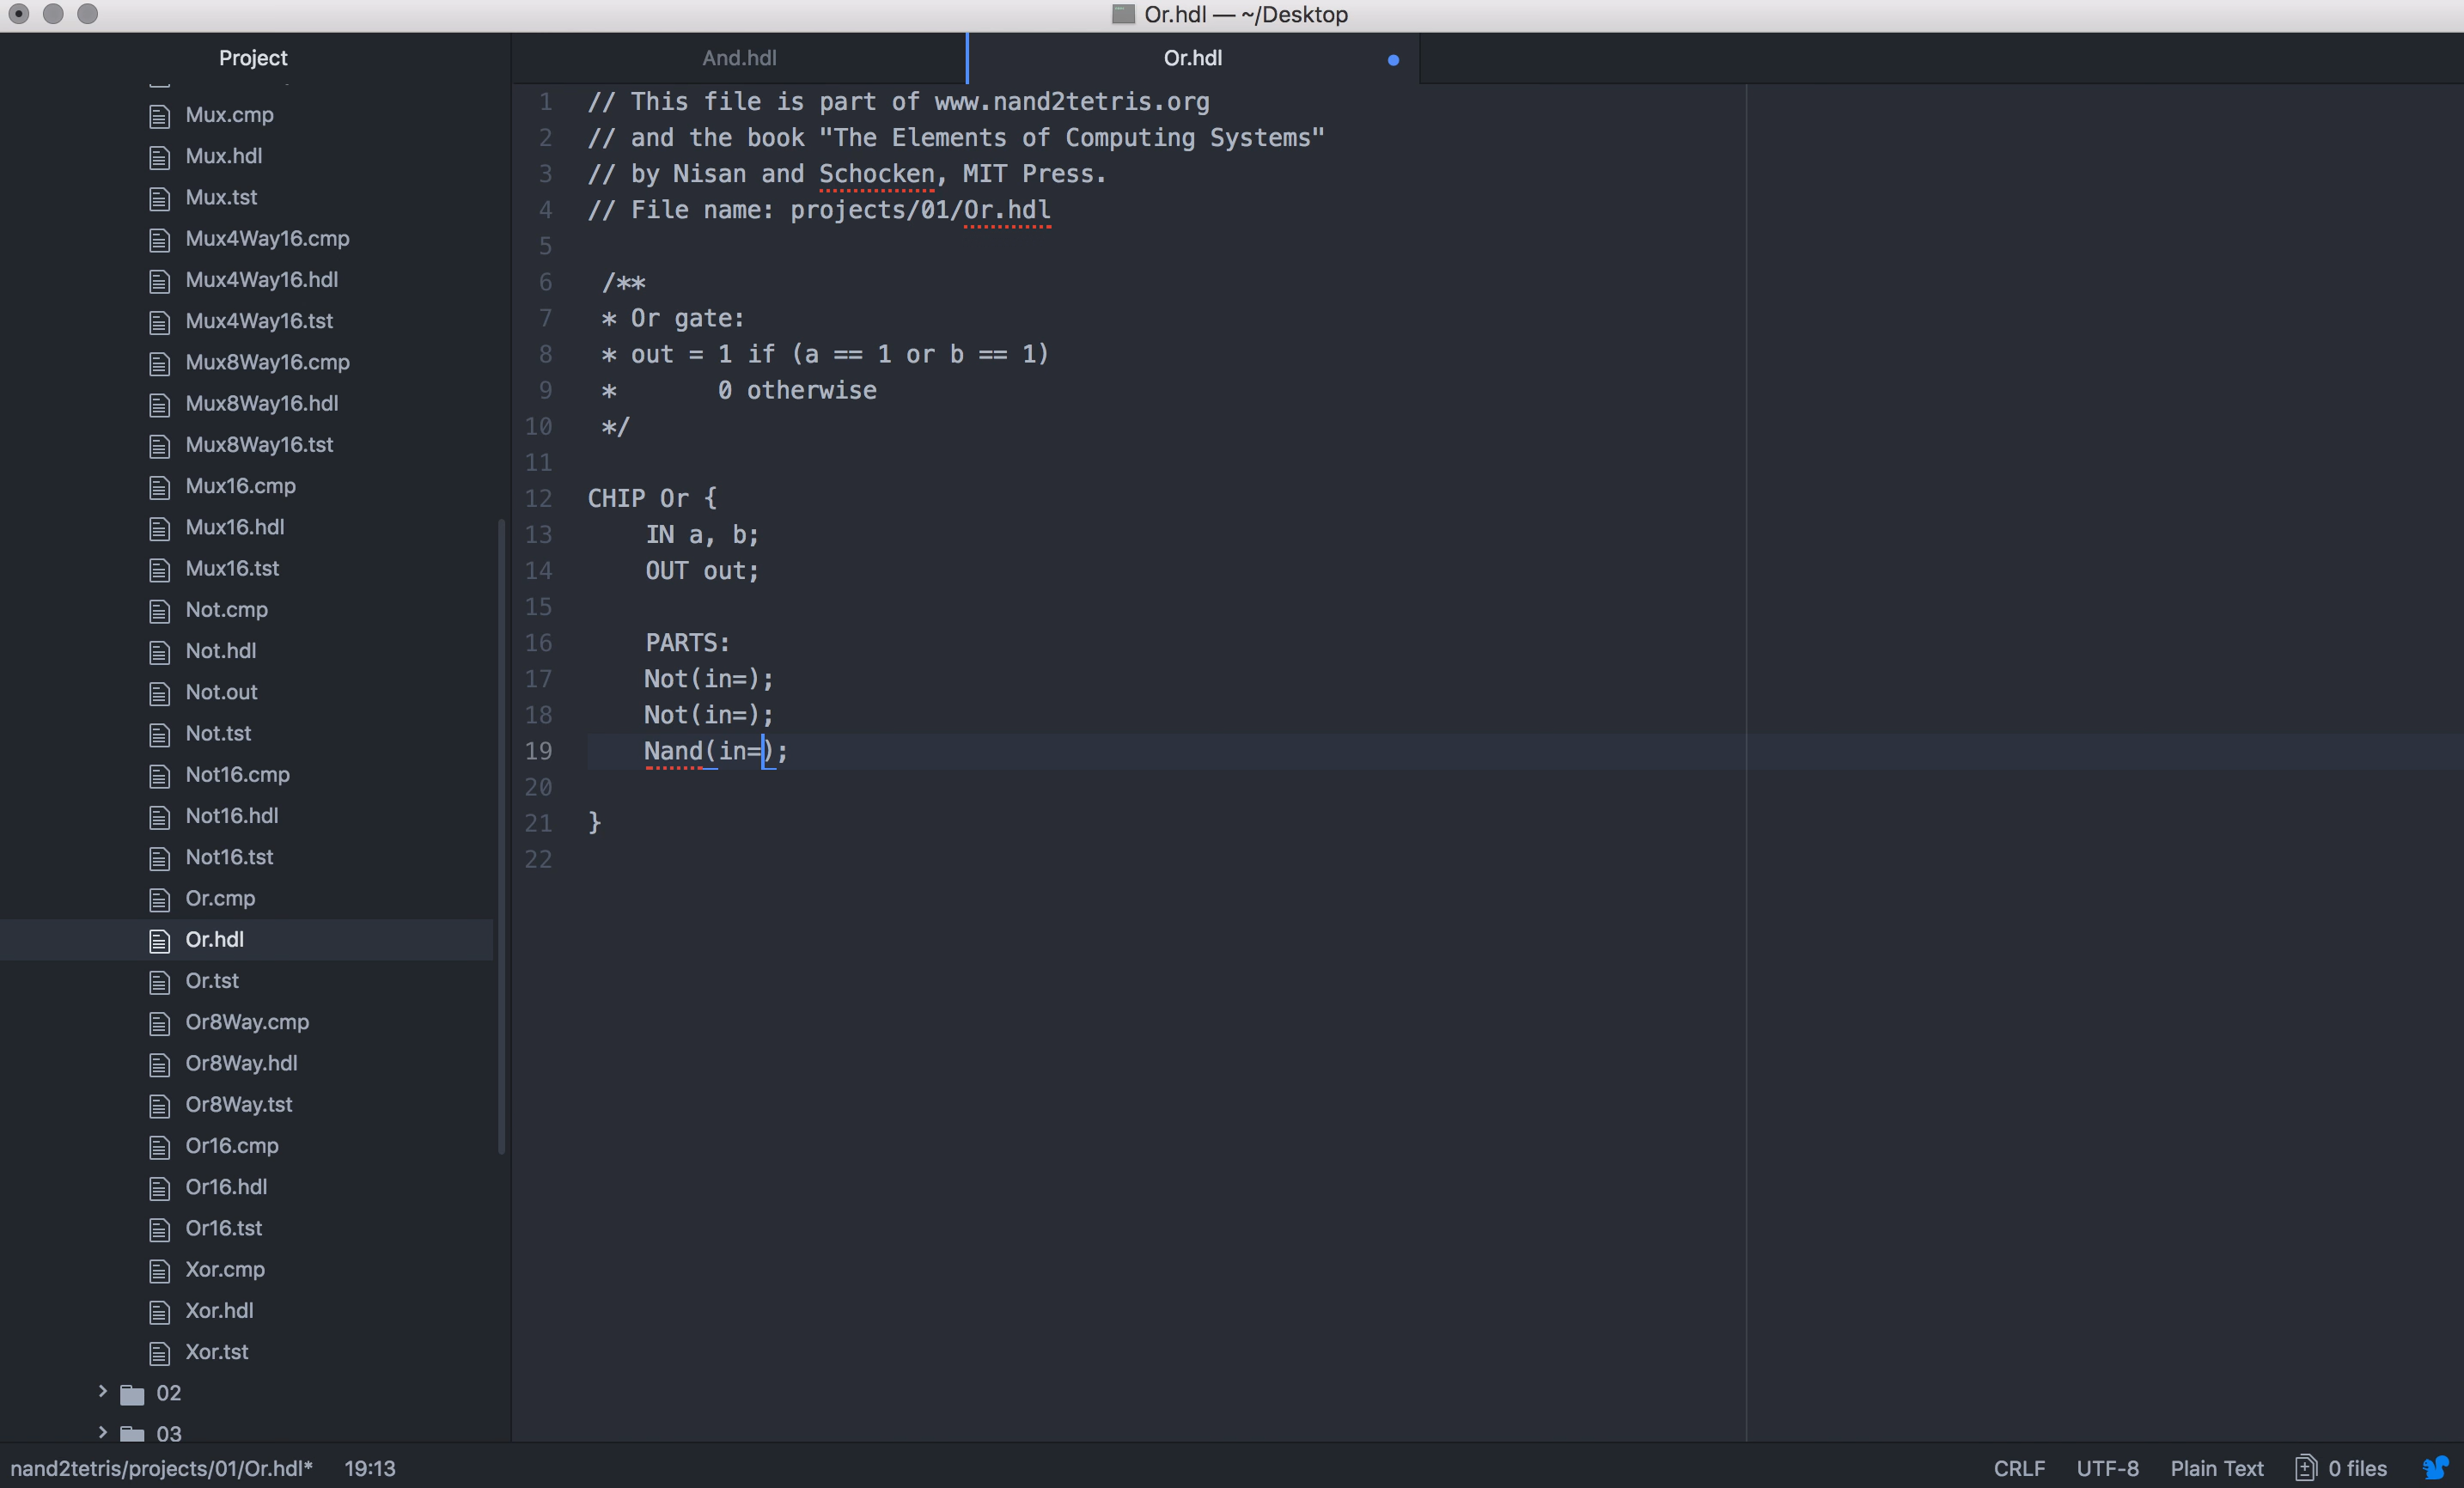 Or.hdl — ~/Desktop
Project
Mux.cmp
Mux.hdl
Mux.tst
Mux4Way16.cmp
Mux4Way16.hdl
Mux4Way16.tst
Mux8Way16.cmp
Mux8Way16.hdl
Mux8Way16.tst
Mux16.cmp
Mux16.hdl
Mux16.tst
Not.cmp
Not.hdl
Not.out
Not.tst
Not16.cmp
Not16.hdl
Not16.tst
Or.cmp
Or.hdl
Or.tst
Or8Way.cmp
Or8Way.hdl
Or8Way.tst
Or16.cmp
Or16.hdl
Or16.tst
Xor.cmp
Xor.hdl
Xor.tst
02
03
And.hdl Or.hdl
1 // This file is part of www.nand2tetris.org
2 // and the book "The Elements of Computing Systems"
3 // by Nisan and Schocken, MIT Press.
4 // File name: projects/01/Or.hdl
5
6 /**
7 * Or gate:
8 * out = 1 if (a == 1 or b == 1)
9 *       0 otherwise
10 */
11
12 CHIP Or {
13     IN a, b;
14     OUT out;
15
16     PARTS:
17     Not(in=);
18     Not(in=);
19     Nand(in=);
20
21 }
22
nand2tetris/projects/01/Or.hdl* 19:13 CRLF UTF-8 Plain Text 0 files